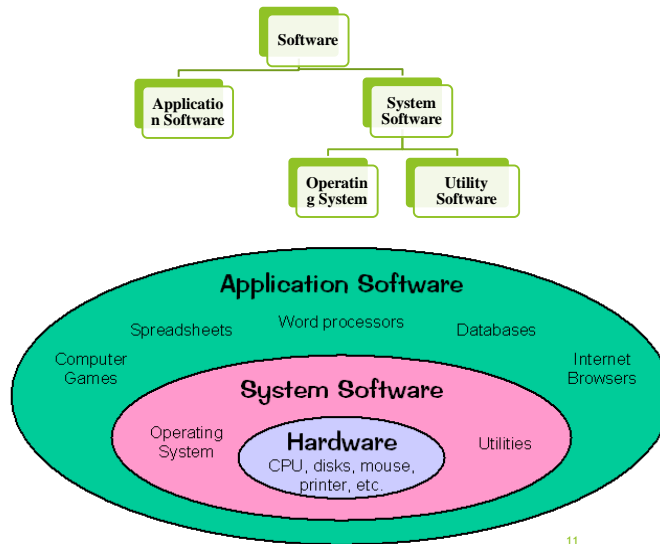 Software
Applicatio
n Software
System
Software
Operatin
g System
Utility
Software
Application Software
Spreadsheets
Word processors
Databases
Computer
Games
Internet
Browsers
System Software
Operating
System
Utilities
Hardware
CPU, disks, mouse,
printer, etc.
11